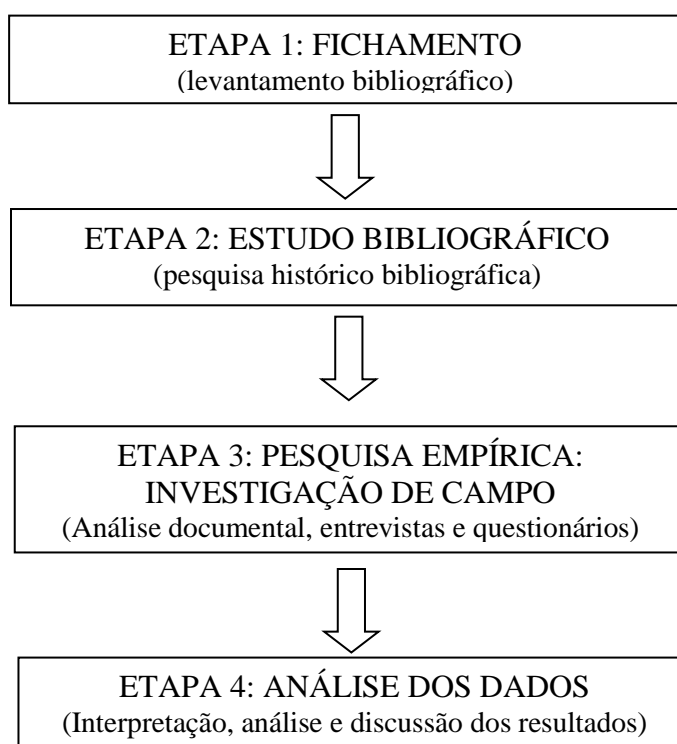 ETAPA 1: FICHAMENTO
(levantamento bibliográfico)
ETAPA 2: ESTUDO BIBLIOGRÁFICO
(pesquisa histórico bibliográfica)
ETAPA 3: PESQUISA EMPÍRICA:
INVESTIGAÇÃO DE CAMPO
(Análise documental, entrevistas e questionários)
ETAPA 4: ANÁLISE DOS DADOS
(Interpretação, análise e discussão dos resultados)